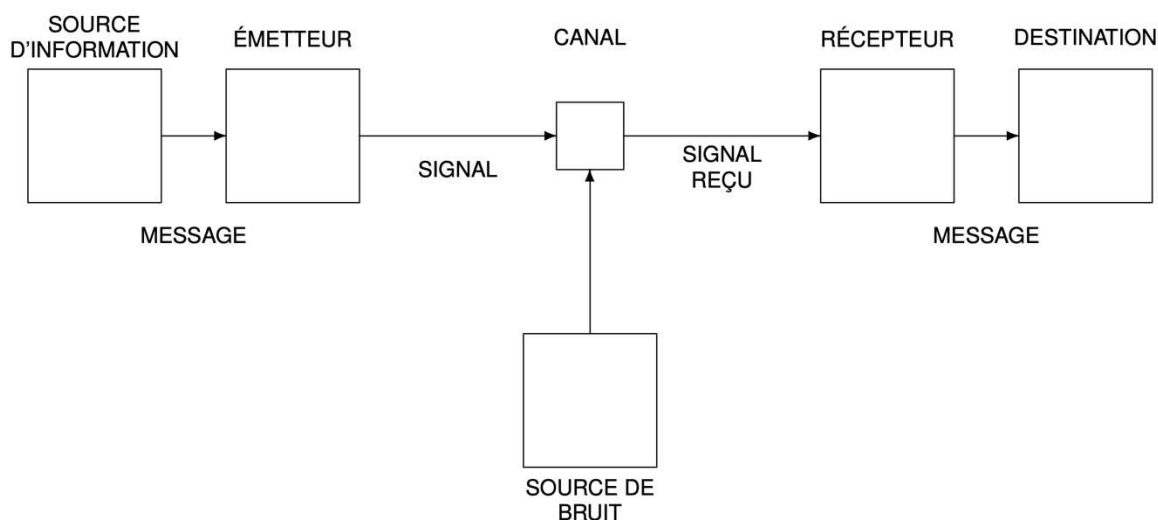 SOURCE
D'INFORMATION
ÉMETTEUR
CANAL
RÉCEPTEUR
DESTINATION
SIGNAL
SIGNAL
REÇU
MESSAGE
MESSAGE
SOURCE DE
BRUIT